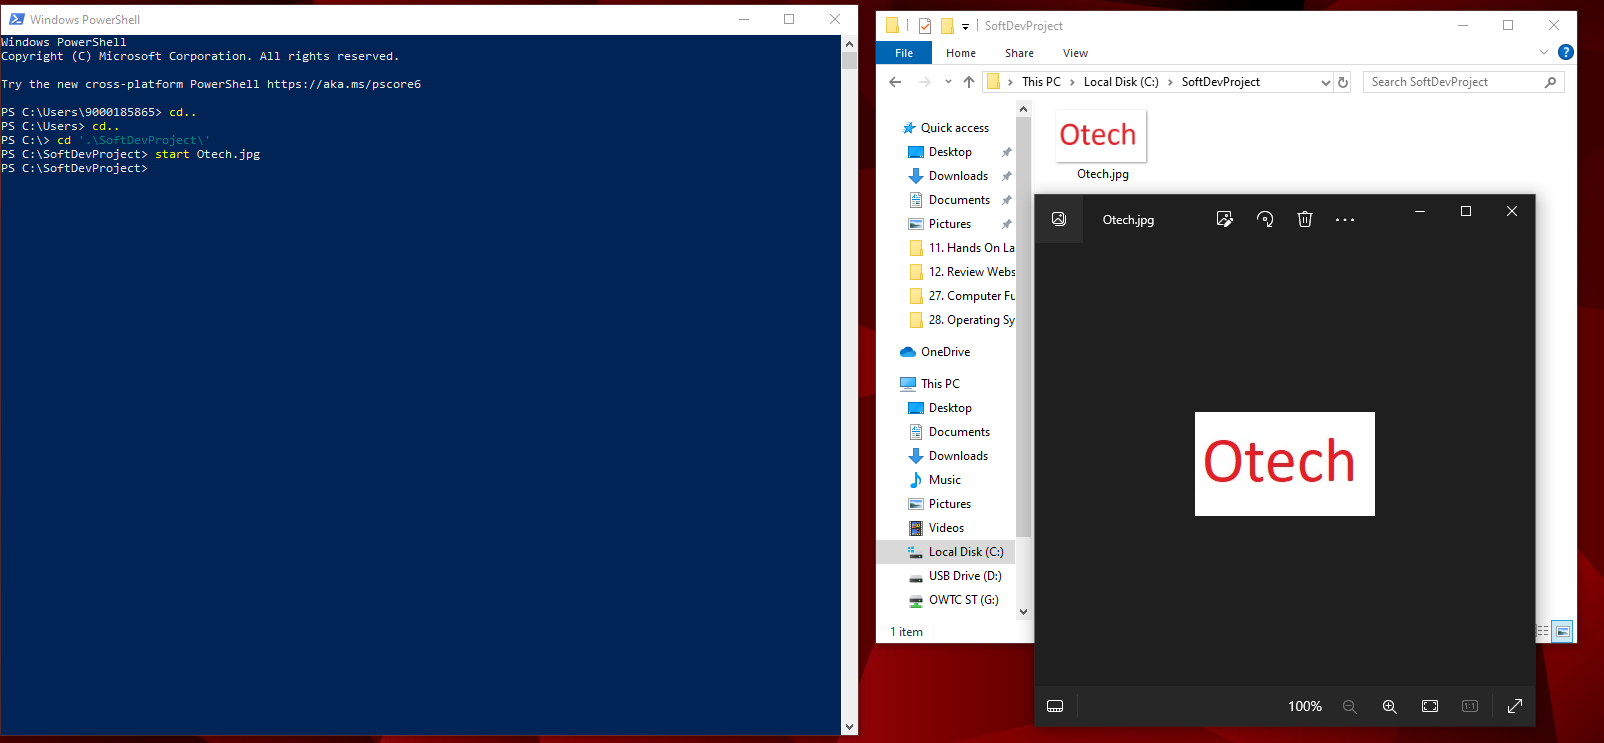 Windows PowerShell
Windows PowerShell
Copyright (C) Microsoft Corporation. All rights reserved.
Try the new cross-platform PowerShell https://aka.ms/pscore6
PS C:\Users\9000185865> cd..
PS C:\Users> cd..
PS C:\> cd '.\SoftDevProject\'
PS C:\SoftDevProject> start Otech.jpg
PS C:\SoftDevProject>
SoftDevProject
File Home Share View
This PC > Local Disk (C:) > SoftDevProject
Search SoftDevProject
Quick access
Desktop
Downloads
Documents
Pictures
11. Hands On La
12. Review Webs
27. Computer Fu
28. Operating Sy
OneDrive
This PC
Desktop
Documents
Downloads
Music
Pictures
Videos
Local Disk (C:)
USB Drive (D:)
OWTC ST (G:)
1 item
Otech
Otech.jpg
Otech.jpg
Otech
100%
1:1